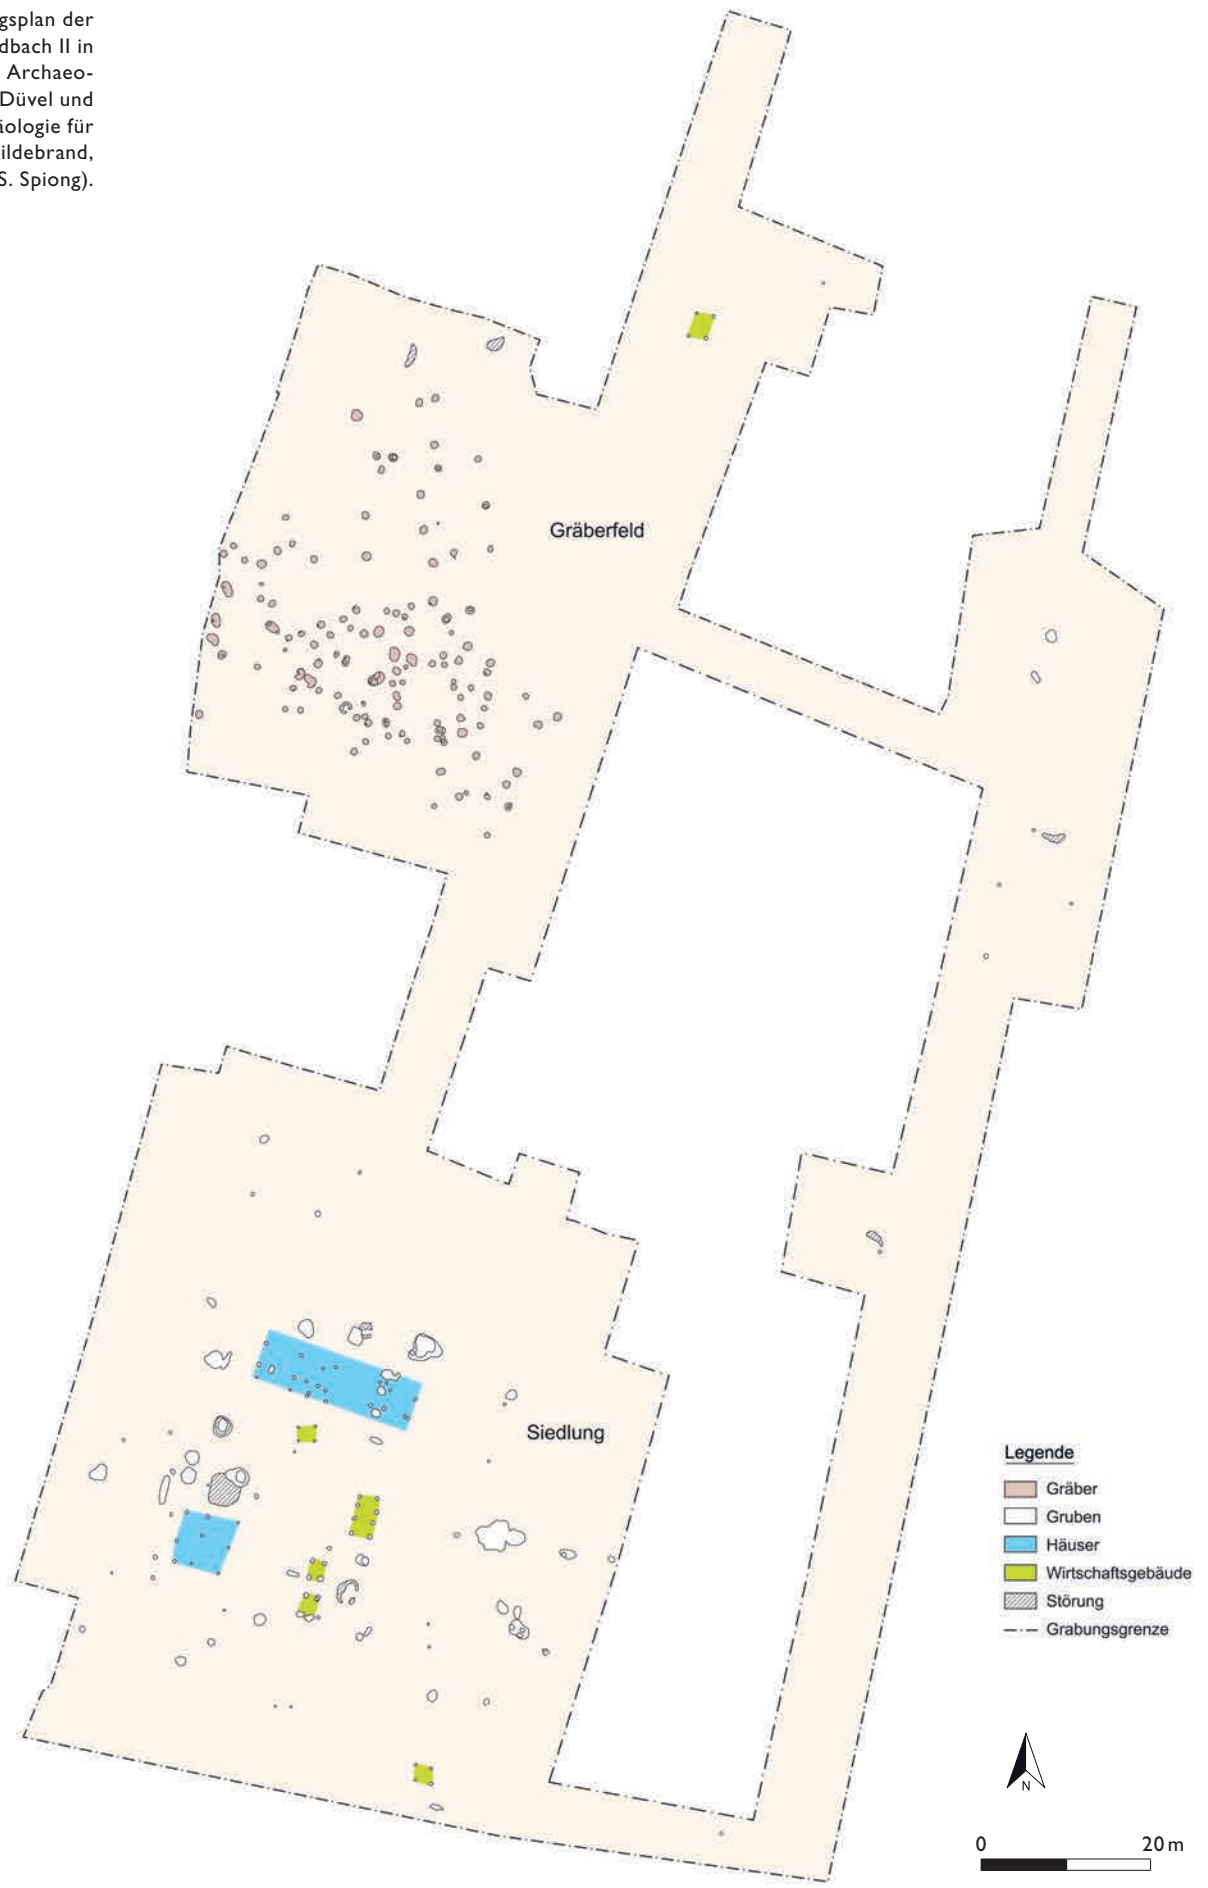 gsplan der
dbach II in
Archaeo-
Düvel und
äologie für
ildebrand,
S. Spiong).
Gräberfeld
Siedlung
Legende
Gräber
Gruben
Häuser
Wirtschaftsgebäude
Störung
Grabungsgrenze
N
0 20 m